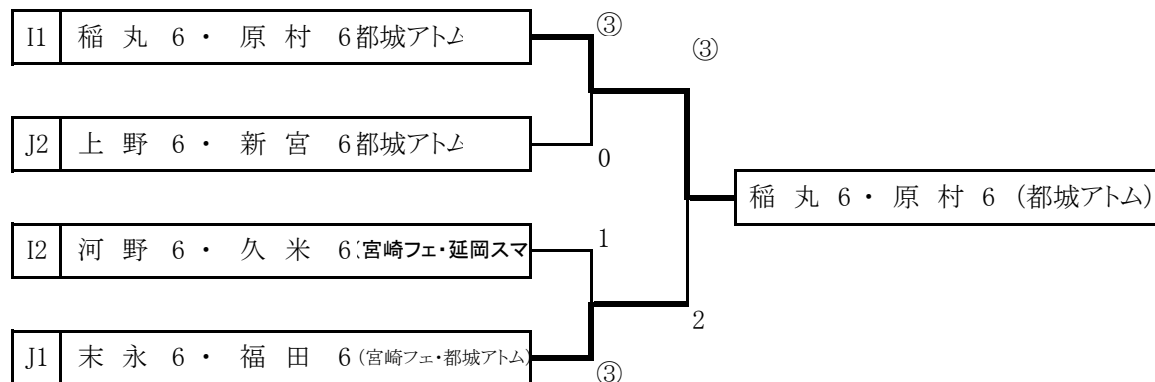 I1 稲 丸 6・ 原 村 6都城アトム
③
③
J2 上 野 6・ 新 宮 6都城アトム
0
稲 丸 6・ 原 村 6 (都城アトム)
I2 河 野 6・ 久 米 6(宮崎フェ・延岡スマ
1
2
J1 末 永 6・ 福 田 6(宮崎フェ・都城アトム)
③